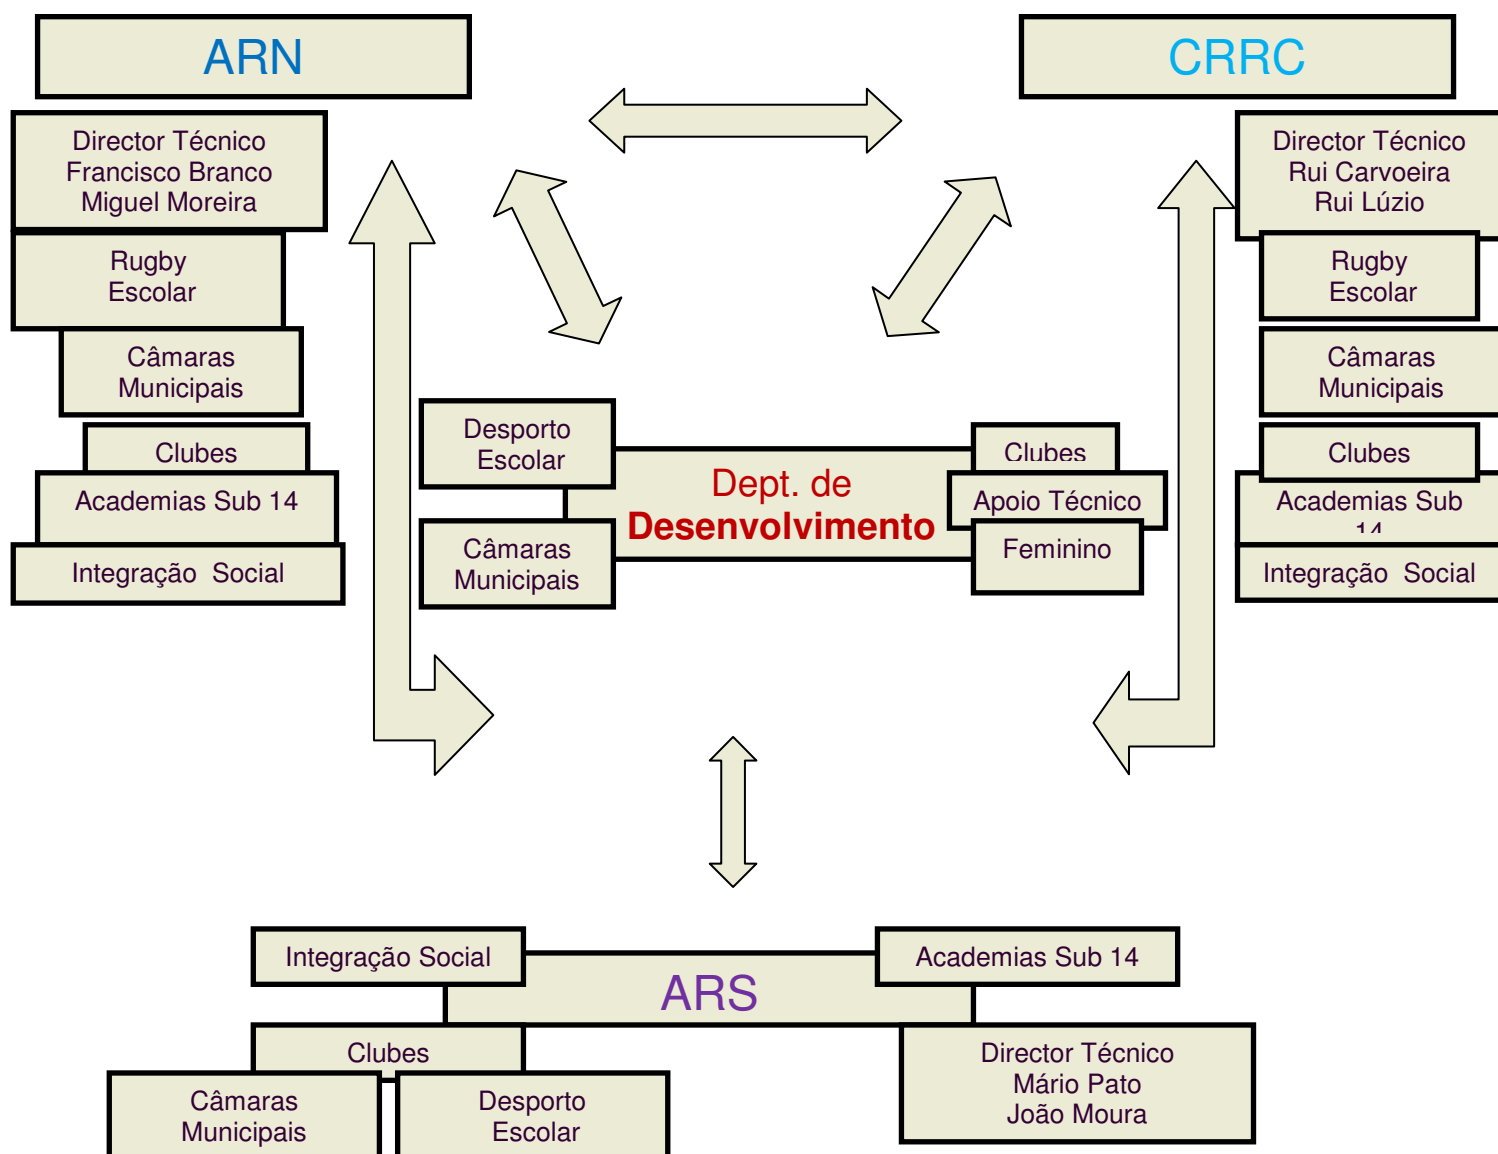 ARN
CRRC
Director Técnico
Francisco Branco
Miguel Moreira
Rugby
Escolar
Câmaras
Municipais
Clubes
Academias Sub 14
Integração Social
Director Técnico
Rui Carvoeira
Rui Lúzio
Rugby
Escolar
Câmaras
Municipais
Clubes
Academias Sub
14
Integração Social
Desporto
Escolar
Câmaras
Municipais
Dept. de
Desenvolvimento
Clubes
Apoio Técnico
Feminino
Integração Social
ARS
Academias Sub 14
Clubes
Câmaras
Municipais
Desporto
Escolar
Director Técnico
Mário Pato
João Moura